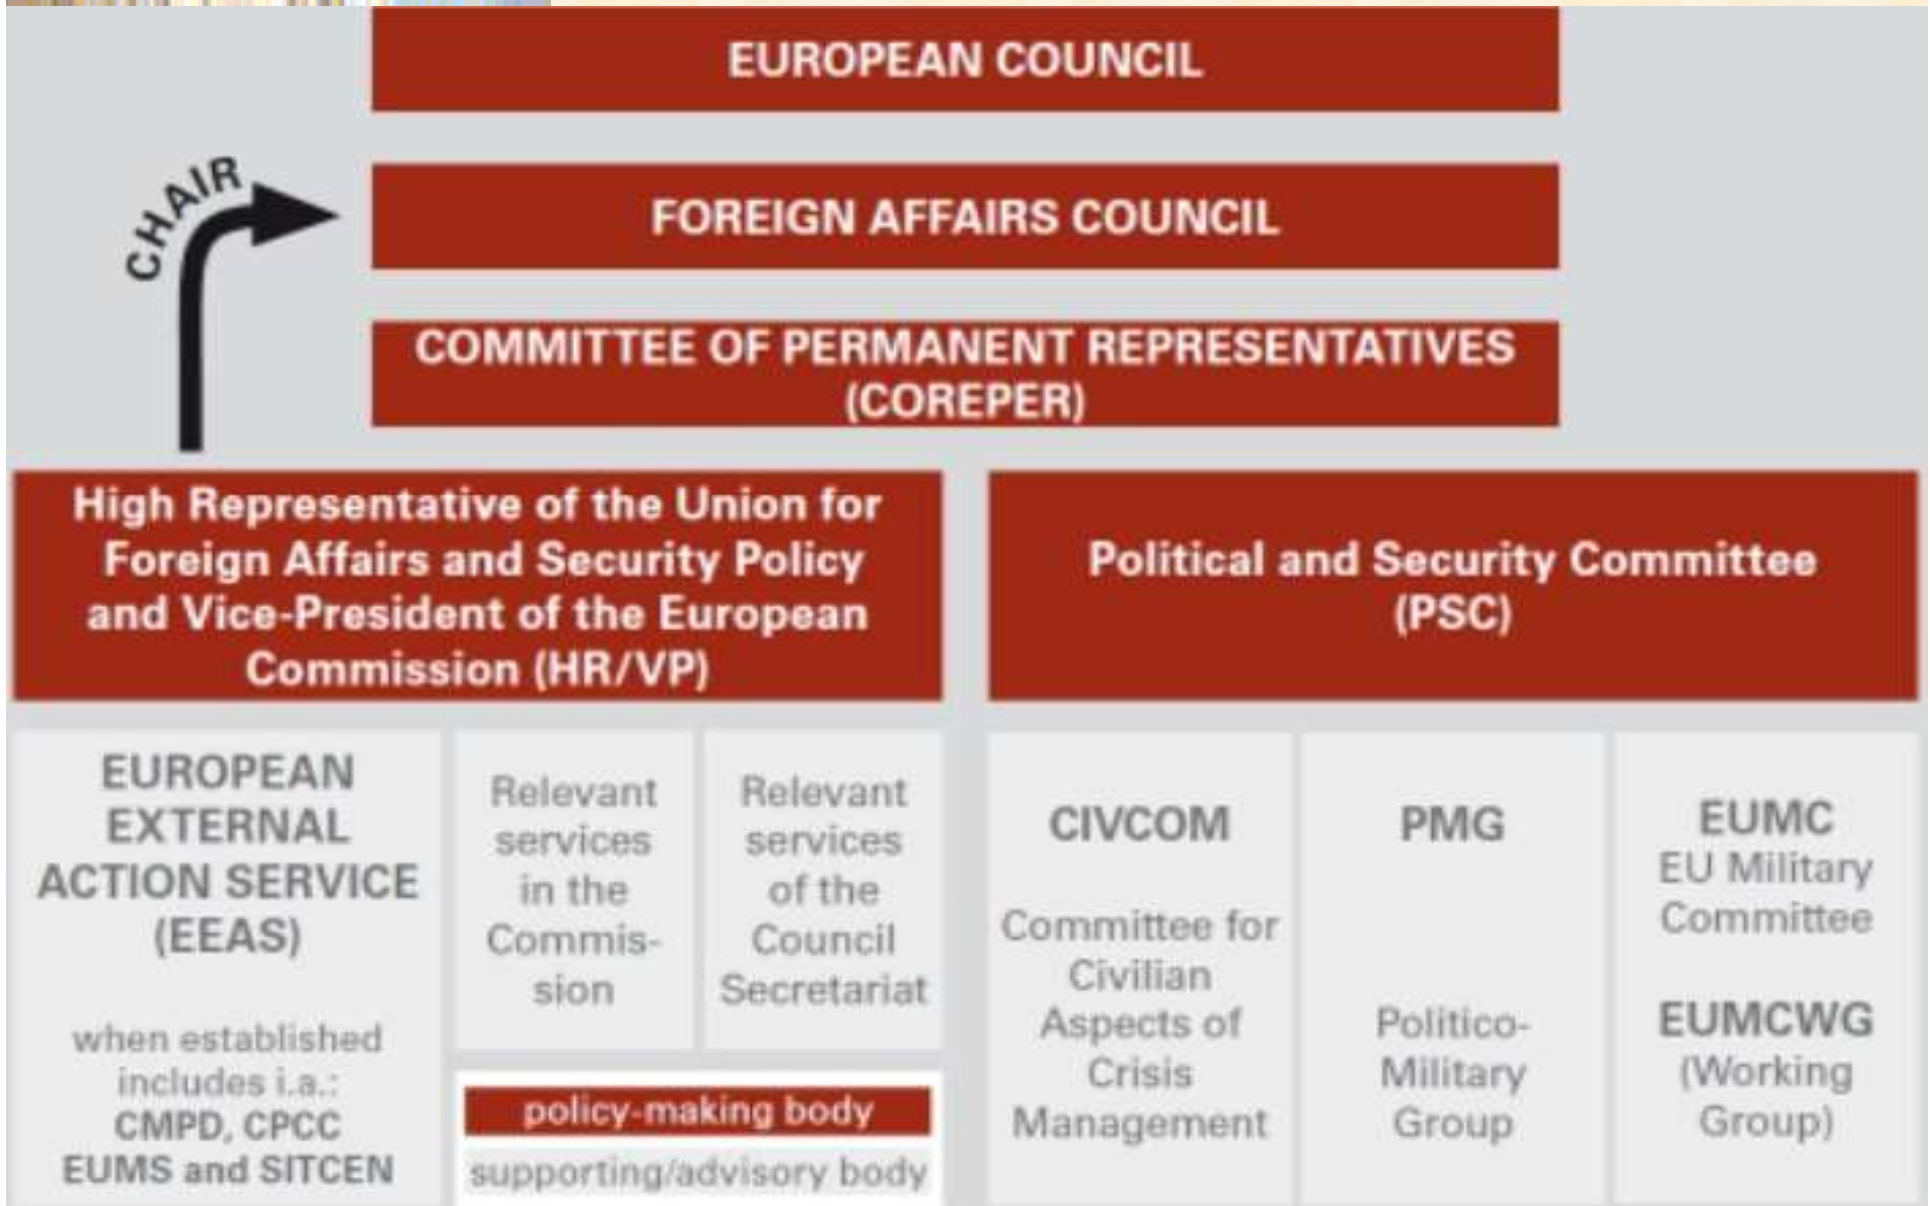 EUROPEAN COUNCIL
CHAIR
FOREIGN AFFAIRS COUNCIL
COMMITTEE OF PERMANENT REPRESENTATIVES
(COREPER)
High Representative of the Union for
Foreign Affairs and Security Policy
and Vice-President of the European
Commission (HR/VP)
Political and Security Committee
(PSC)
EUROPEAN
EXTERNAL
ACTION SERVICE
(EEAS)
when established
includes i.a.:
CMPD, CPCC
EUMS and SITCEN
Relevant
services
in the
Commis-
sion
Relevant
services
of the
Council
Secretariat
policy-making body
supporting/advisory body
CIVCOM
Committee for
Civilian
Aspects of
Crisis
Management
PMG
Politico-
Military
Group
EUMC
EU Military
Committee
EUMCWG
(Working
Group)